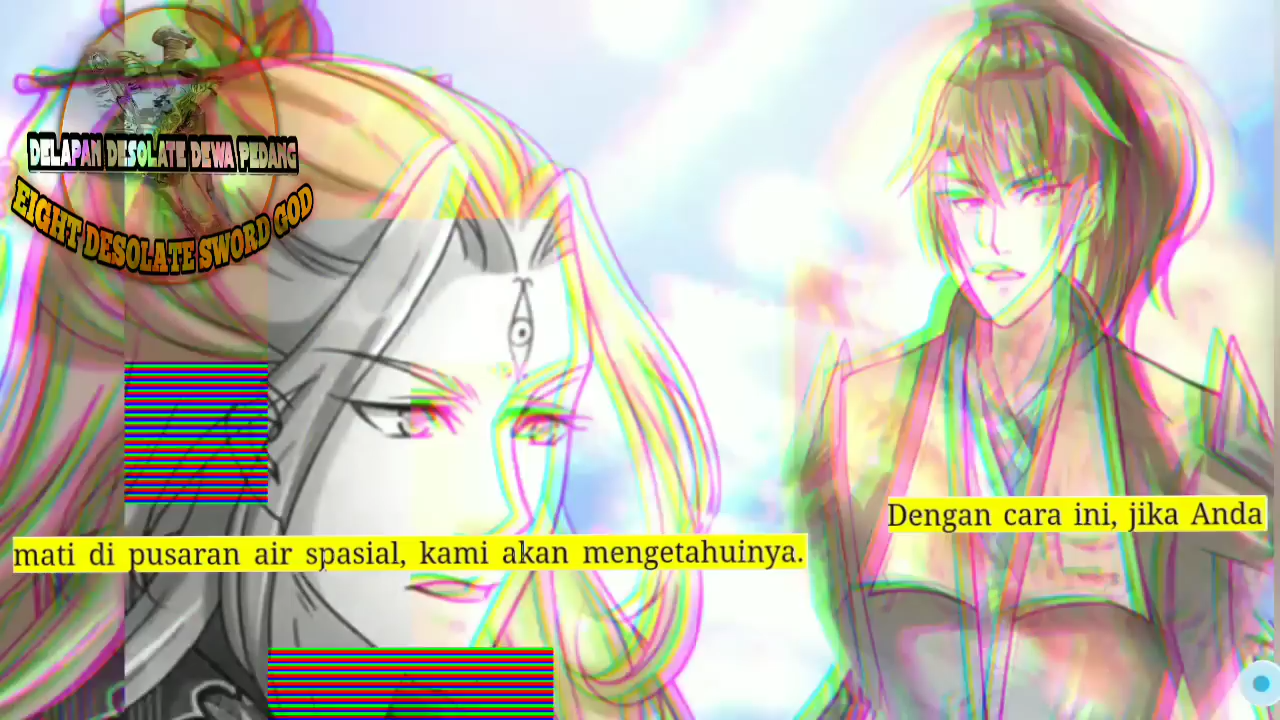 DELAPAN DESOLATE DEWA PEDANG
EIGHT DESOLATE SWORD GOD
Dengan cara ini, jika Anda
mati di pusaran air spasial, kami akan mengetahuinya.